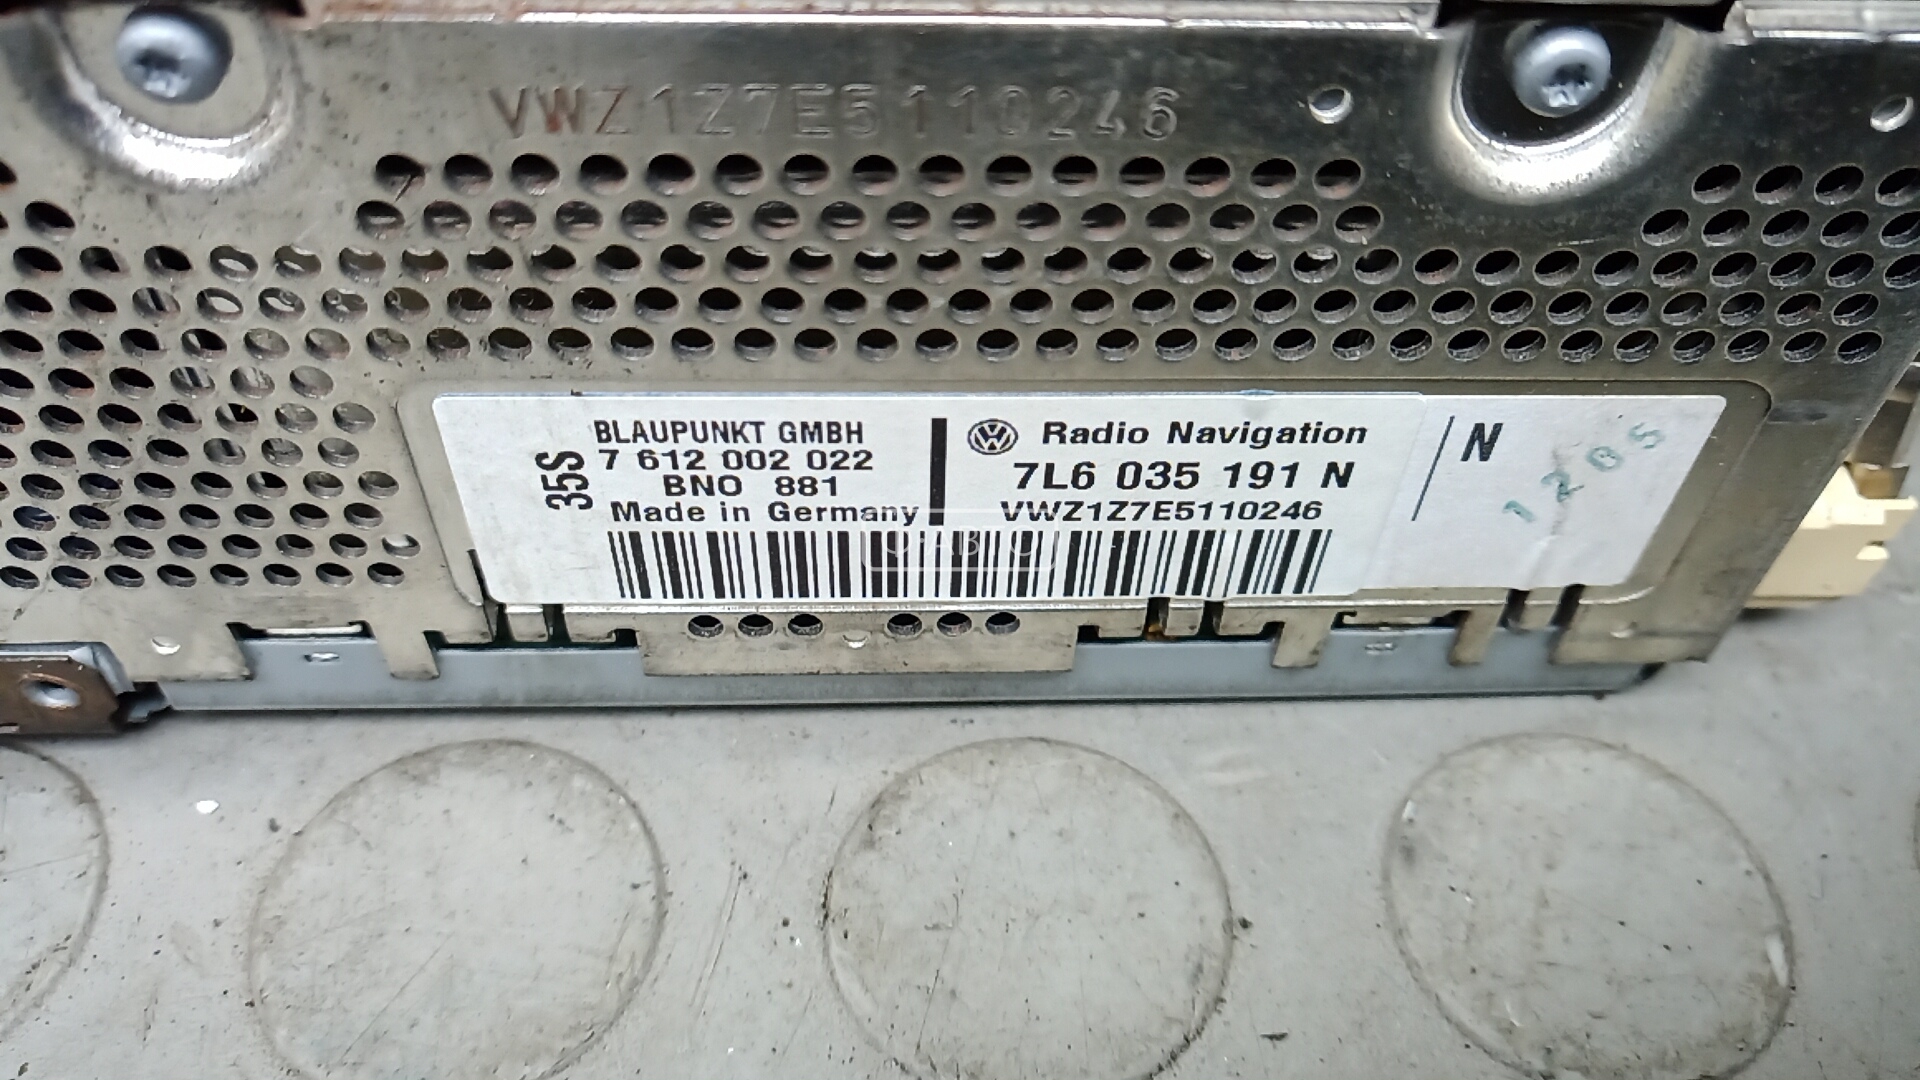 VWZ1Z7E5110246
35S
BLAUPUNKT GMBH
7 612 002 022
BNO 881
Made in Germany
Radio Navigation
7L6 035 191 N
VWZ1Z7E5110246
N
1205